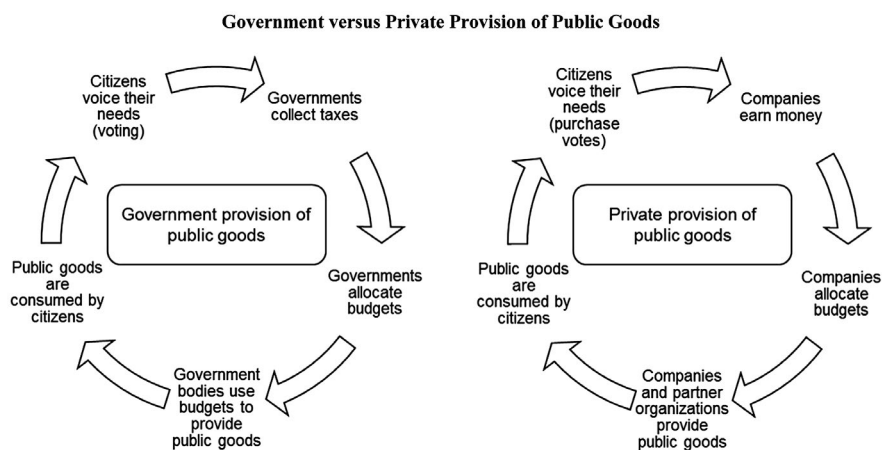 Government versus Private Provision of Public Goods
Citizens
voice their
needs
(voting)
Governments
collect taxes
Governments
allocate
budgets
Government
bodies use
budgets to
provide
public goods
Public goods
are
consumed by
citizens
Government provision of
public goods
Citizens
voice their
needs
(purchase
votes)
Companies
earn money
Companies
allocate
budgets
Companies
and partner
organizations
provide
public goods
Public goods
are
consumed by
citizens
Private provision of
public goods